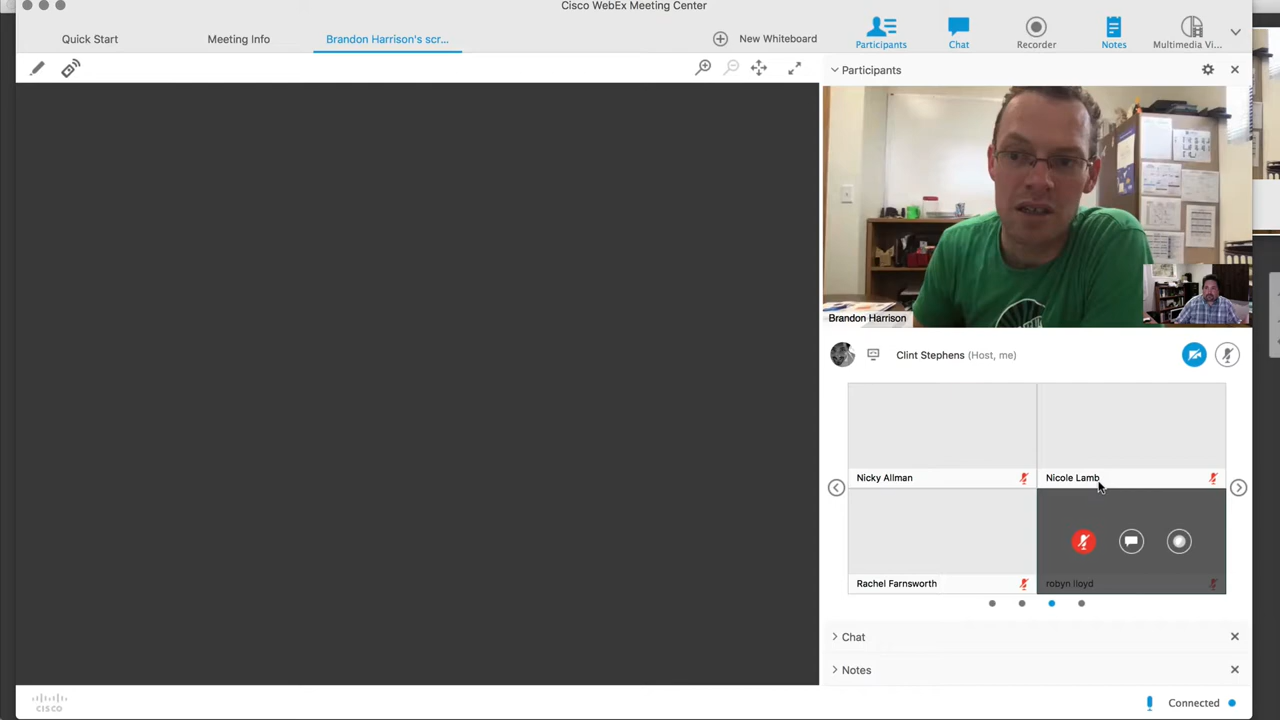 Cisco WebEx Meeting Center
Quick Start
Meeting Info
Brandon Harrison's scr...
New Whiteboard
Participants
Chat
Recorder
Notes
Multimedia Vi...
Participants
Brandon Harrison
Clint Stephens (Host, me)
Nicky Allman
Nicole Lamb
Rachel Farnsworth
robyn lloyd
Chat
Notes
CISCO
Connected